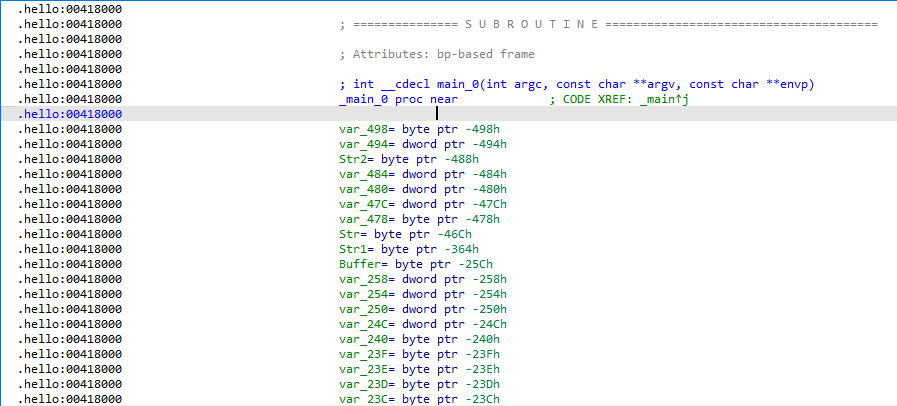 .hello:00418000
.hello:00418000 ; =============== S U B R O U T I N E =======================================
.hello:00418000
.hello:00418000 ; Attributes: bp-based frame
.hello:00418000
.hello:00418000 ; int __cdecl main_0(int argc, const char **argv, const char **envp)
.hello:00418000 _main_0 proc near ; CODE XREF: _main↑j
.hello:00418000
.hello:00418000 var_498= byte ptr -498h
.hello:00418000 var_494= dword ptr -494h
.hello:00418000 Str2= byte ptr -488h
.hello:00418000 var_484= dword ptr -484h
.hello:00418000 var_480= dword ptr -480h
.hello:00418000 var_47C= dword ptr -47Ch
.hello:00418000 var_478= byte ptr -478h
.hello:00418000 Str= byte ptr -46Ch
.hello:00418000 Str1= byte ptr -364h
.hello:00418000 Buffer= byte ptr -25Ch
.hello:00418000 var_258= dword ptr -258h
.hello:00418000 var_254= dword ptr -254h
.hello:00418000 var_250= dword ptr -250h
.hello:00418000 var_24C= dword ptr -24Ch
.hello:00418000 var_240= byte ptr -240h
.hello:00418000 var_23F= byte ptr -23Fh
.hello:00418000 var_23E= byte ptr -23Eh
.hello:00418000 var_23D= byte ptr -23Dh
.hello:00418000 var_23C= byte ptr -23Ch